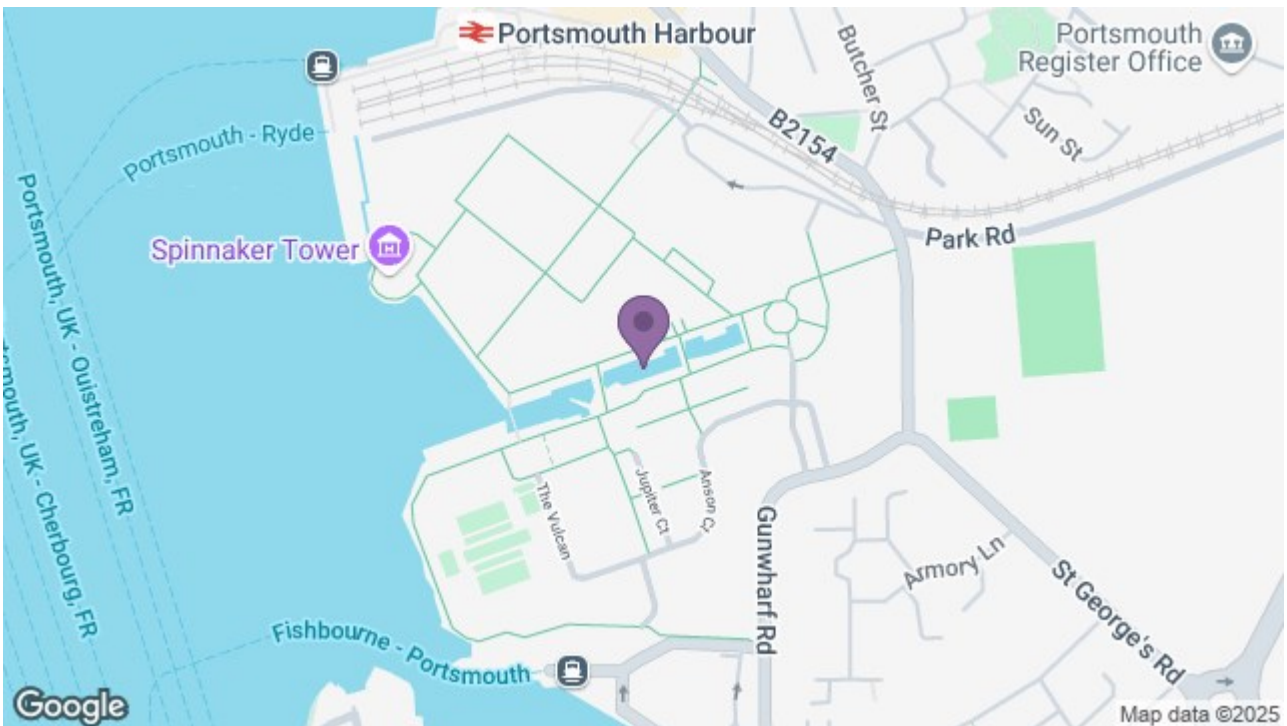 Portsmouth Harbour
Portsmouth
Register Office
Butcher St
Sun St
B2154
Portsmouth - Ryde
Park Rd
Spinnaker Tower
Portsmouth, UK - Ouistreham, FR
tsmouth, UK - Cherbourg, FR
The Vulcan
Jupiter Ct
Anson Ct
Gunwharf Rd
Armory Ln
St George's Rd
Fishbourne - Portsmouth
Google
Map data ©2025